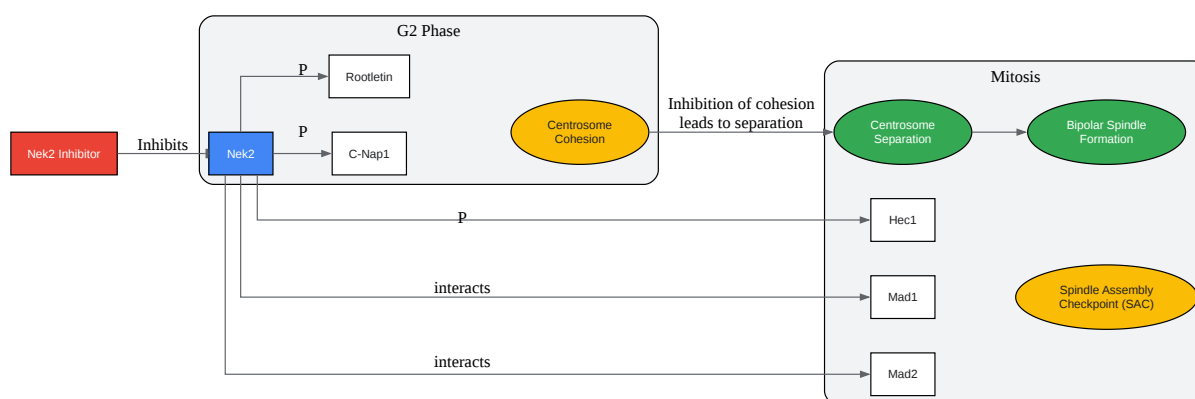 G2 Phase
P
Rootletin
Mitosis
Nek2 Inhibitor
Inhibits
Nek2
P
C-Nap1
Centrosome
Cohesion
Inhibition of cohesion
leads to separation
Centrosome
Separation
Bipolar Spindle
Formation
P
Hec1
interacts
Mad1
Spindle Assembly
Checkpoint (SAC)
interacts
Mad2